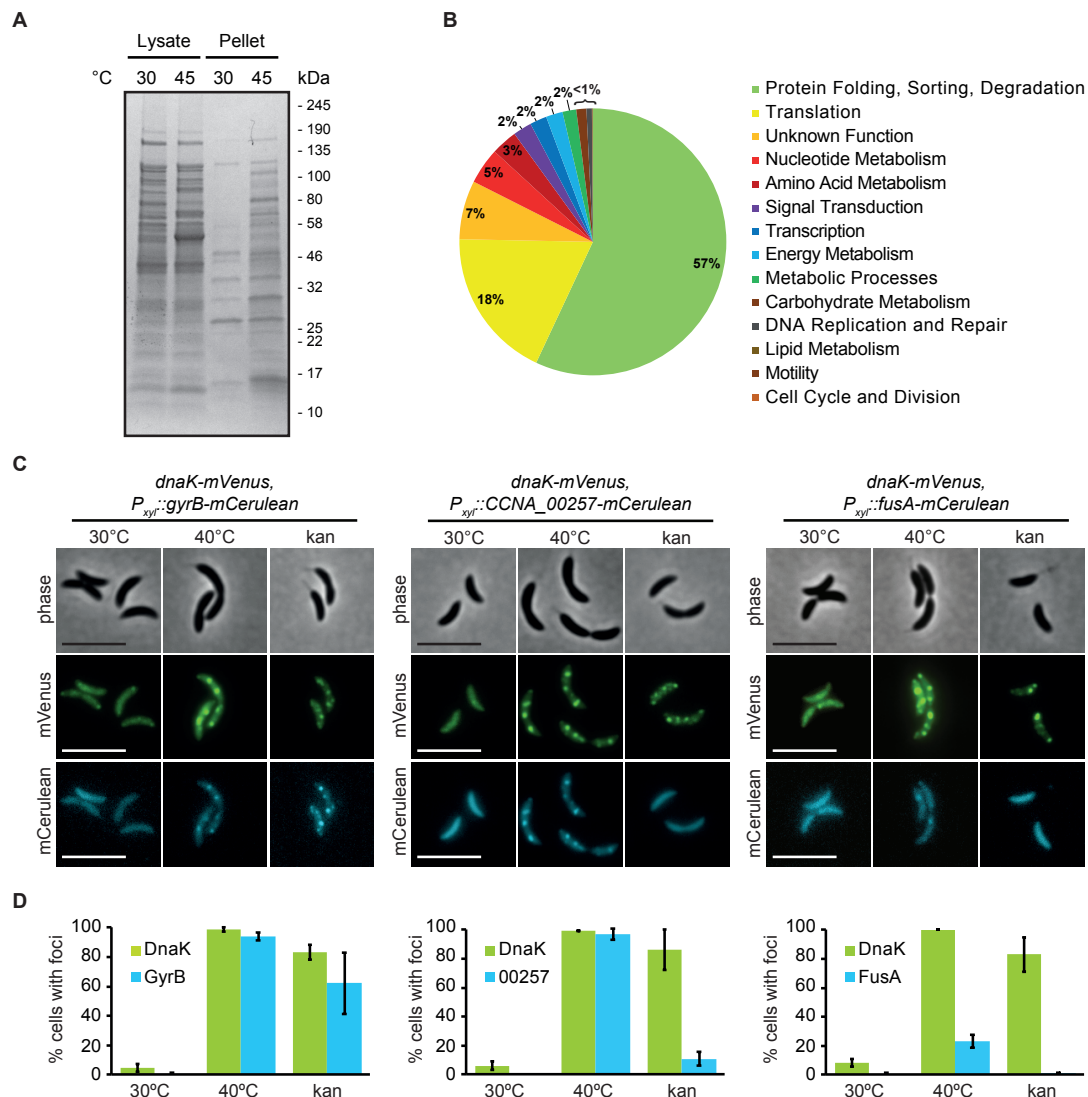 A
Lysate Pellet
°C 30 45 30 45 kDa
- 245
- 190
- 135
- 100
- 80
- 58
- 46
- 32
- 25
- 22
- 17
- 10
B
2% <1%
2%
2%
2%
3%
5%
7%
18%
57%
Protein Folding, Sorting, Degradation
Translation
Unknown Function
Nucleotide Metabolism
Amino Acid Metabolism
Signal Transduction
Transcription
Energy Metabolism
Metabolic Processes
Carbohydrate Metabolism
DNA Replication and Repair
Lipid Metabolism
Motility
Cell Cycle and Division
C
dnaK-mVenus,
Pxyl::gyrB-mCerulean
30°C 40°C kan
phase
mVenus
mCerulean
dnaK-mVenus,
Pxyl::CCNA_00257-mCerulean
30°C 40°C kan
phase
mVenus
mCerulean
dnaK-mVenus,
Pxyl::fusA-mCerulean
30°C 40°C kan
phase
mVenus
mCerulean
D
% cells with foci
100
80
60
40
20
0
DnaK
GyrB
30ºC 40ºC kan
% cells with foci
100
80
60
40
20
0
DnaK
00257
30ºC 40ºC kan
% cells with foci
100
80
60
40
20
0
DnaK
FusA
30ºC 40ºC kan